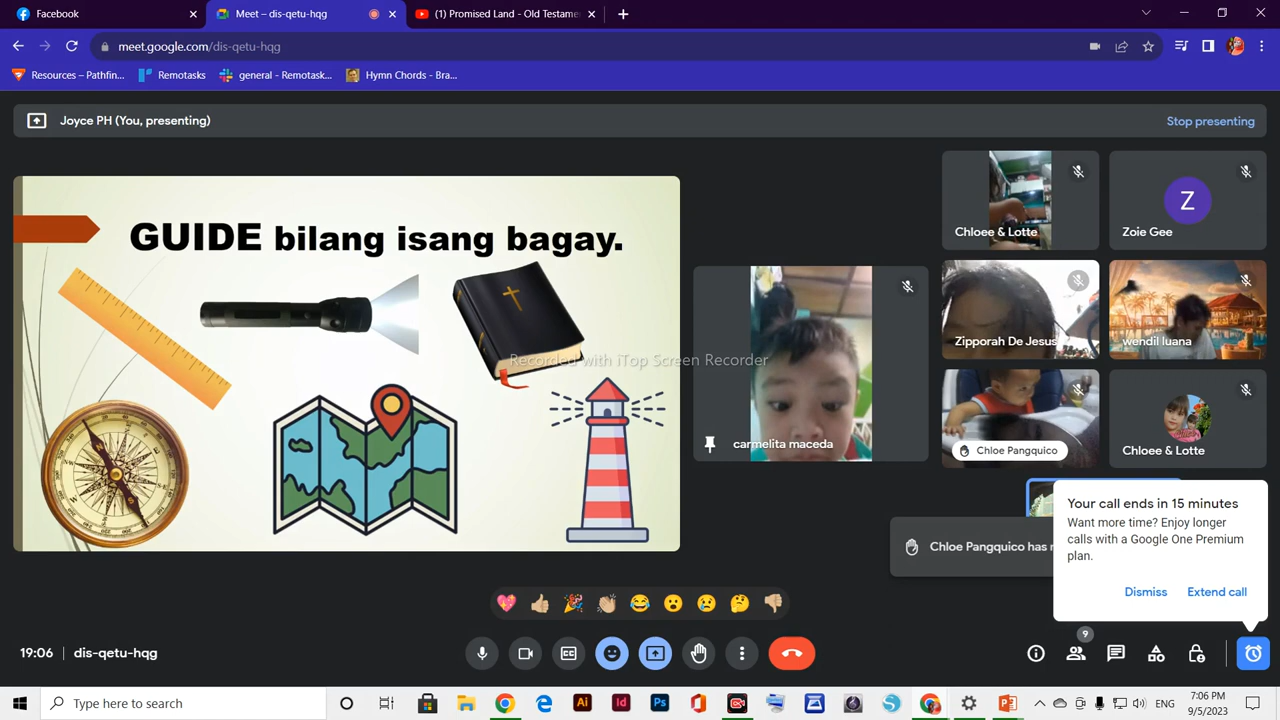 Facebook
Meet – dis-qetu-hqg
(1) Promised Land - Old Testame
meet.google.com/dis-qetu-hqg
Resources – Pathfin...
Remotasks
general - Remotask...
Hymn Chords - Bra...
Joyce PH (You, presenting)
Stop presenting
GUIDE bilang isang bagay.
Recorded with iTop Screen Recorder
carmelita maceda
Chloee & Lotte
Z
Zoie Gee
Zipporah De Jesus
wendil luana
Chloe Pangquico
Chloee & Lotte
Chloe Pangquico has
Your call ends in 15 minutes
Want more time? Enjoy longer
calls with a Google One Premium
plan.
Dismiss
Extend call
19:06
dis-qetu-hqg
9
Type here to search
Ai
Id
Ps
ENG
7:06 PM
9/5/2023